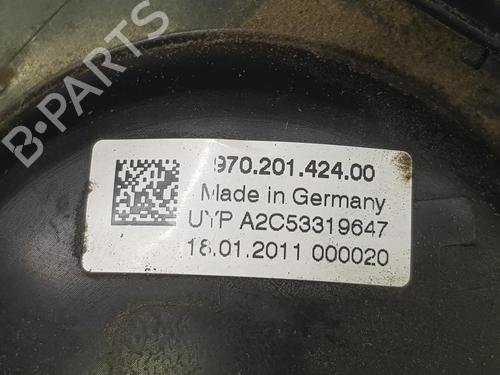 970.201.424.00
Made in Germany
UYP A2C53319647
18.01.2011 000020
B-PARTS